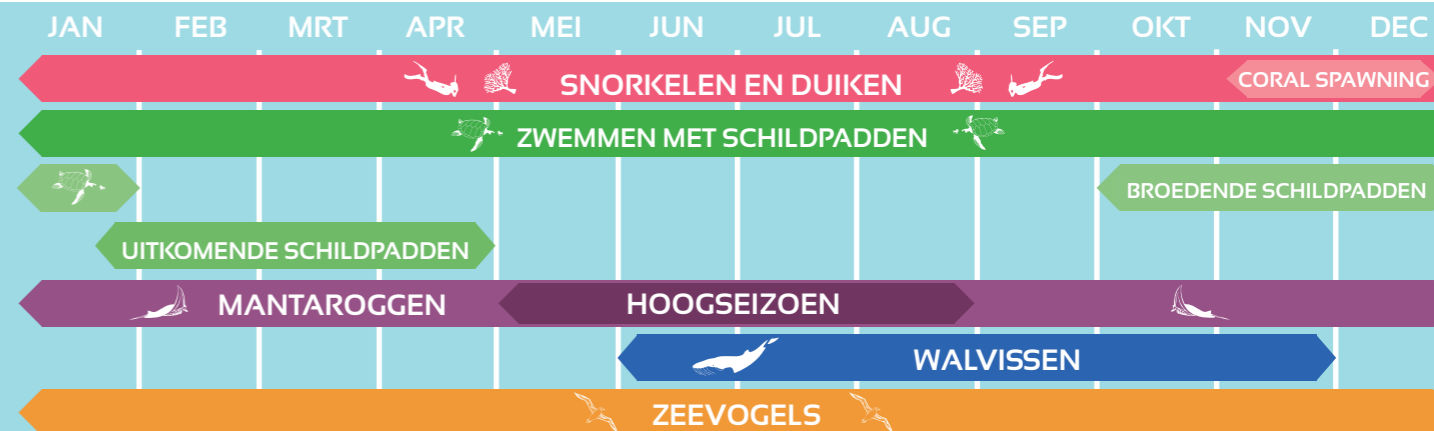 JAN FEB MRT APR MEI JUN JUL AUG SEP OKT NOV DEC
SNORKELEN EN DUIKEN CORAL SPAWNING
ZWEMMEN MET SCHILDPADDEN
BROEDENDE SCHILDPADDEN
UITKOMENDE SCHILDPADDEN
MANTAROGGEN HOOGSEIZOEN
WALVISSEN
ZEEVOGELS